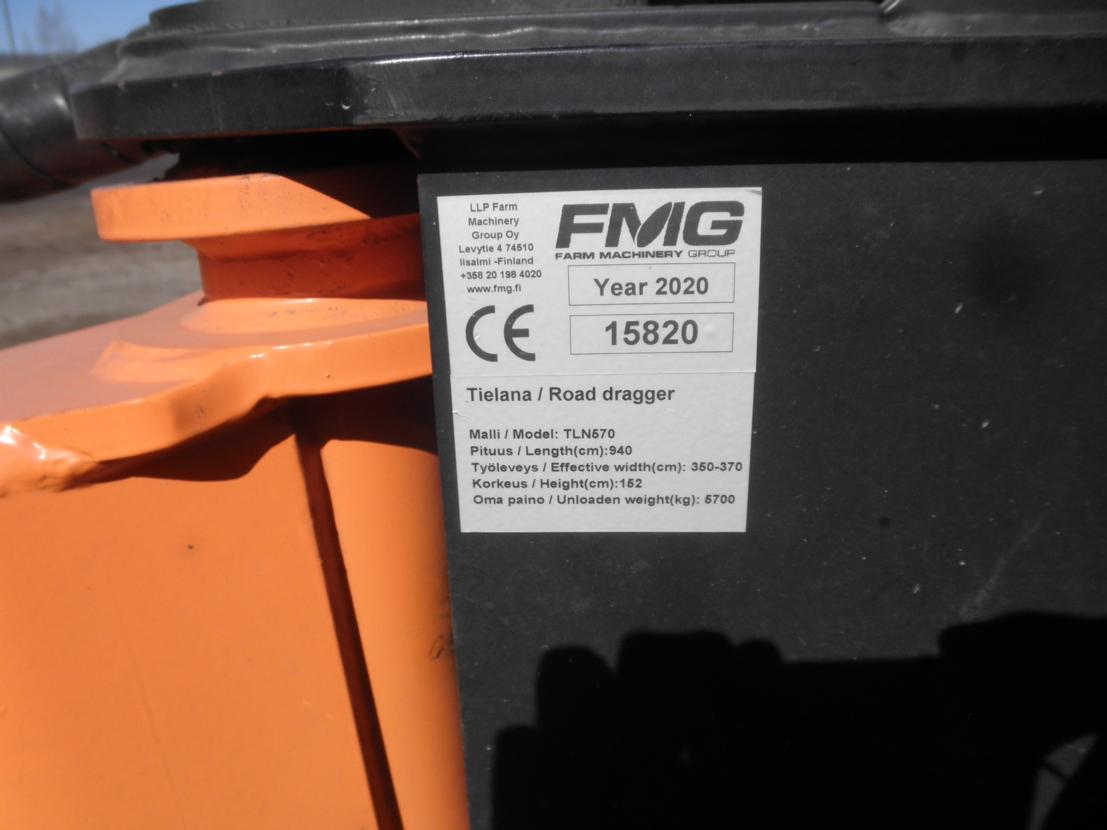 LLP Farm
Machinery
Group Oy
Levytie 4 74510
Iisalmi -Finland
+358 20 198 4020
www.fmg.fi
CE
FMG
FARM MACHINERY GROUP
Year 2020
15820
Tielana / Road dragger
Malli / Model: TLN570
Pituus / Length(cm):940
Työleveys / Effective width(cm): 350-370
Korkeus / Height(cm):152
Oma paino / Unloaden weight(kg): 5700